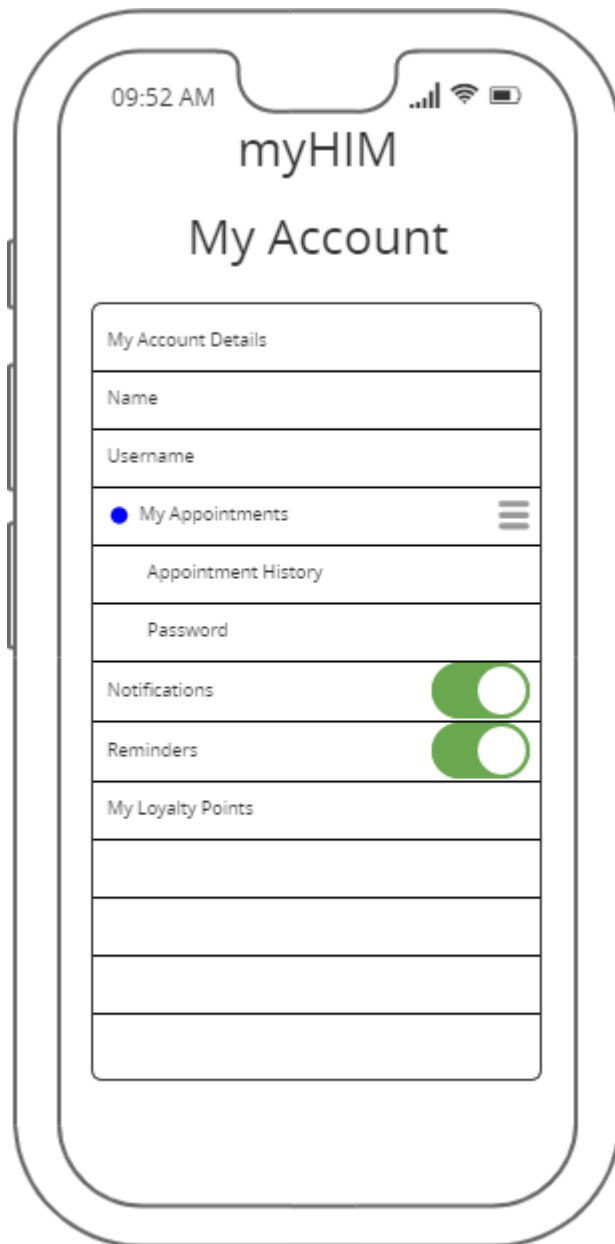 09:52 AM
myHIM
My Account
My Account Details
Name
Username
My Appointments
Appointment History
Password
Notifications
Reminders
My Loyalty Points